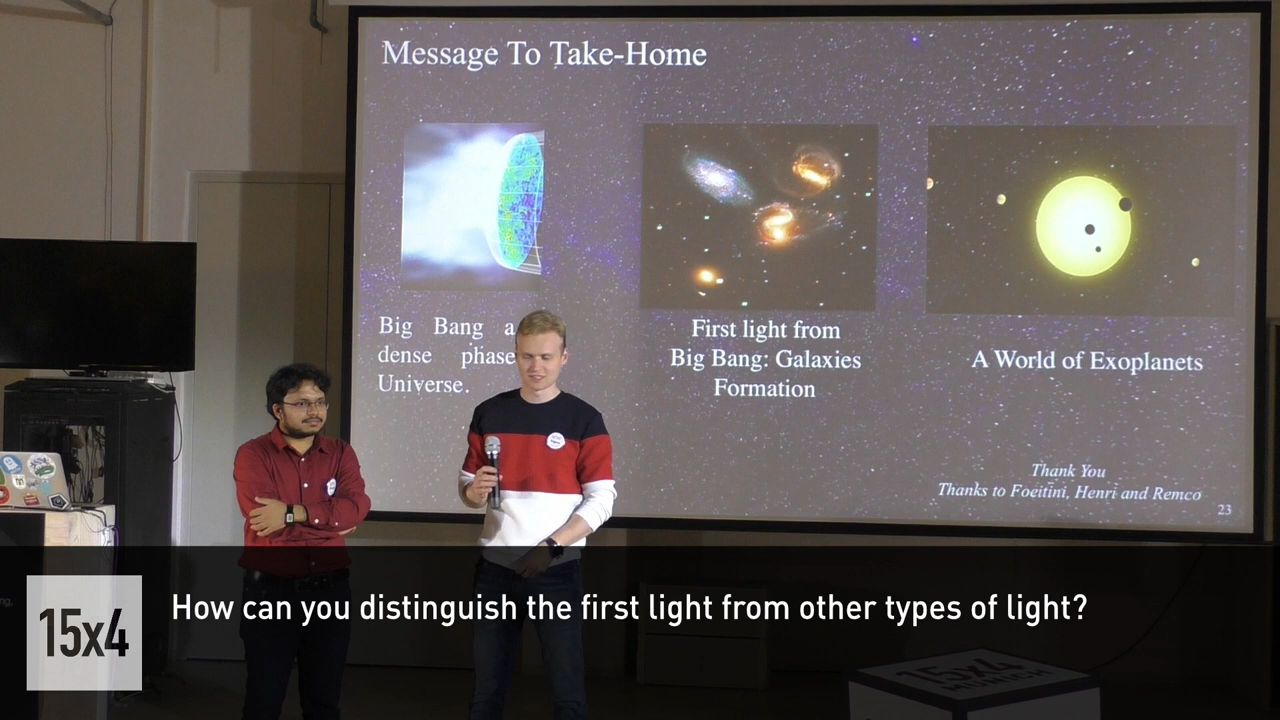 Message To Take-Home
Big Bang a
dense phase
Universe.
First light from
Big Bang: Galaxies
Formation
A World of Exoplanets
Thank You
Thanks to Foeitini, Henri and Remco
23
15x4
How can you distinguish the first light from other types of light?
15x4
MUNICH